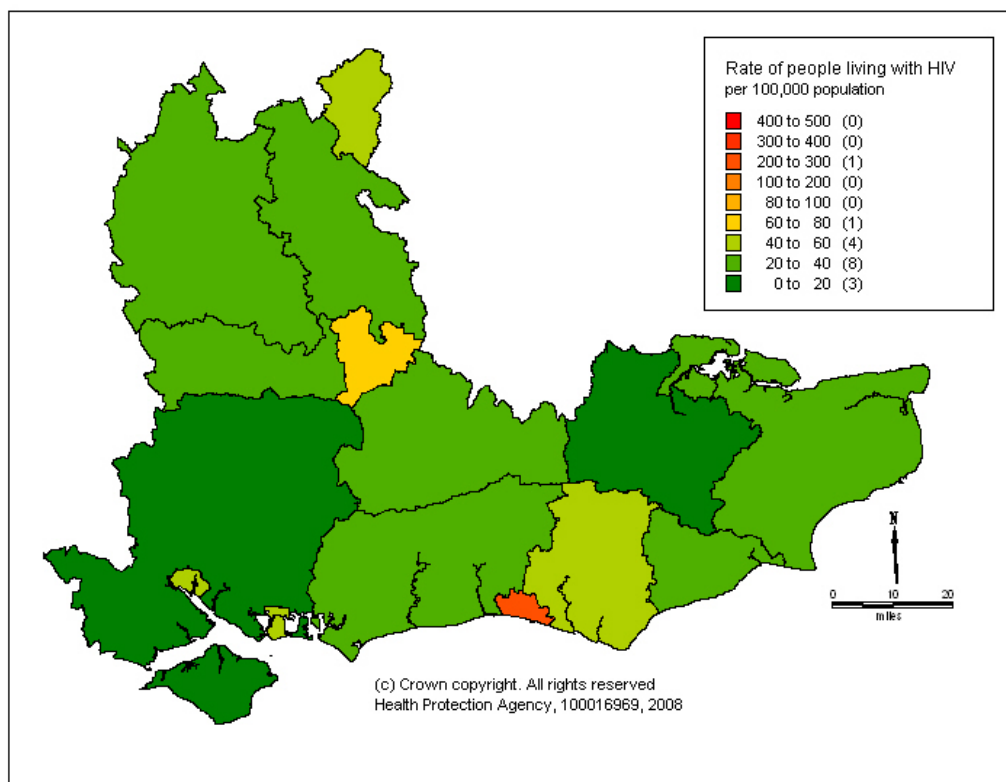 Rate of people living with HIV
per 100,000 population
400 to 500 (0)
300 to 400 (0)
200 to 300 (1)
100 to 200 (0)
80 to 100 (0)
60 to 80 (1)
40 to 60 (4)
20 to 40 (8)
0 to 20 (3)
N
0 10 20
miles
(c) Crown copyright. All rights reserved
Health Protection Agency, 100016969, 2008